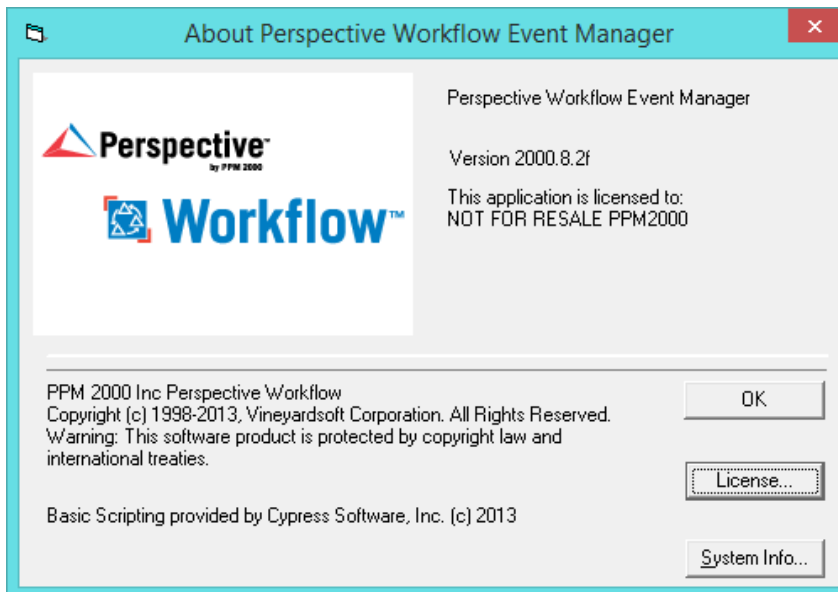 About Perspective Workflow Event Manager
Perspective™
by PPM 2000
Workflow™
Perspective Workflow Event Manager
Version 2000.8.2f
This application is licensed to:
NOT FOR RESALE PPM2000
PPM 2000 Inc Perspective Workflow
Copyright (c) 1998-2013, Vineyardsoft Corporation. All Rights Reserved.
Warning: This software product is protected by copyright law and
international treaties.
Basic Scripting provided by Cypress Software, Inc. (c) 2013
OK
License...
System Info...